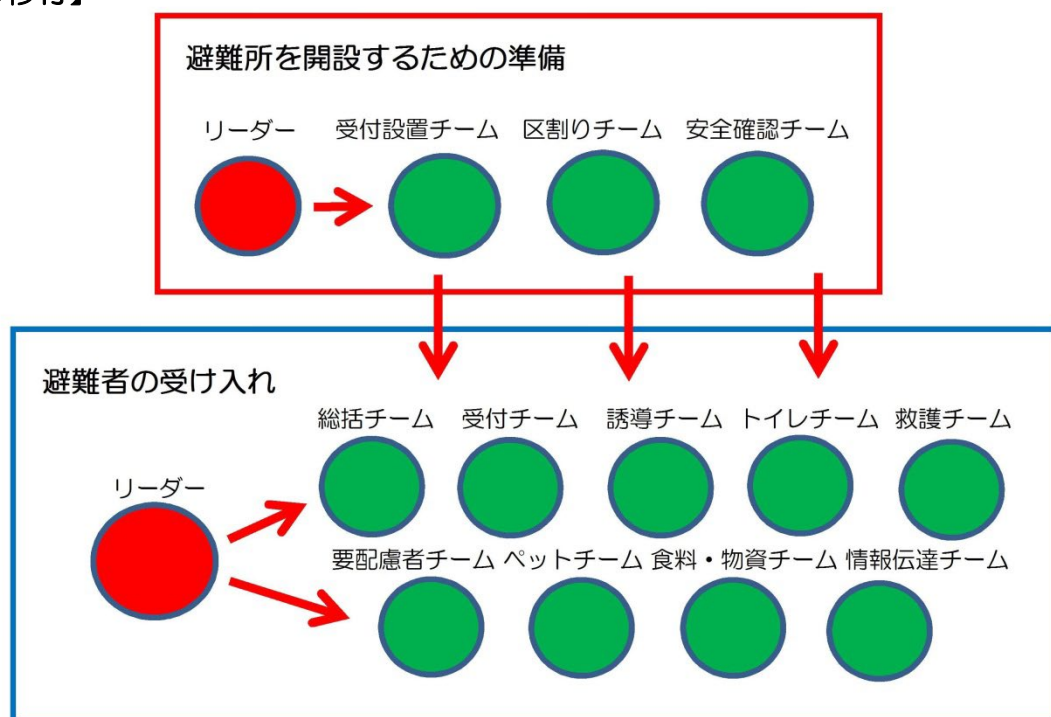 避難所を開設するための準備
リーダー 受付設置チーム 区割りチーム 安全確認チーム
避難者の受け入れ
総括チーム 受付チーム 誘導チーム トイレチーム 救護チーム
リーダー
要配慮者チーム ペットチーム 食料・物資チーム 情報伝達チーム